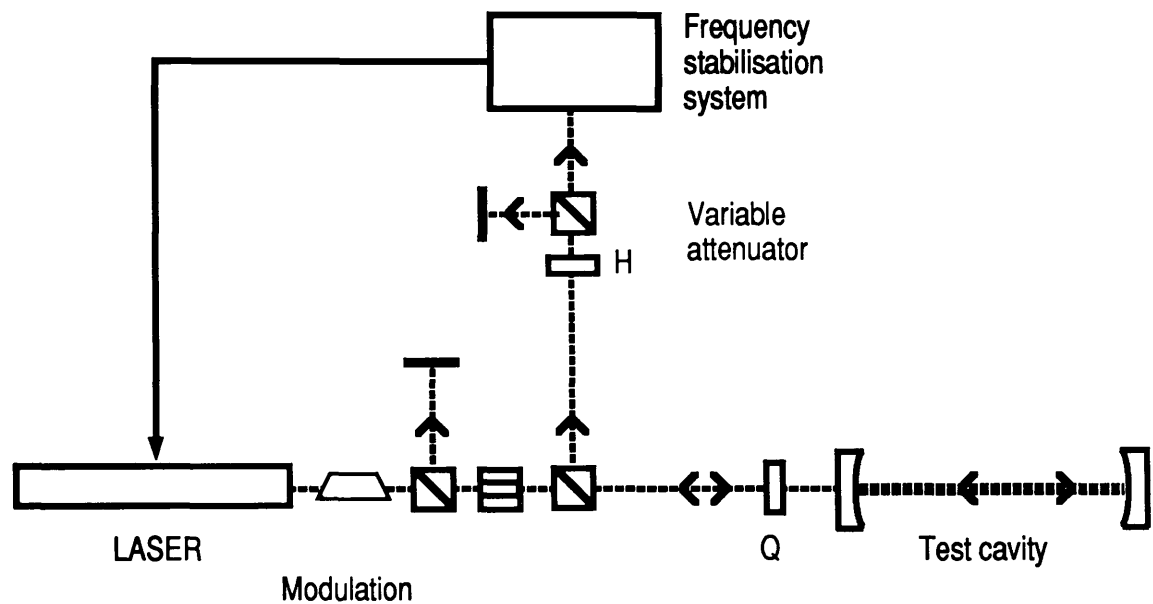 Frequency
stabilisation
system
Variable
attenuator
H
LASER
Modulation
Q
Test cavity